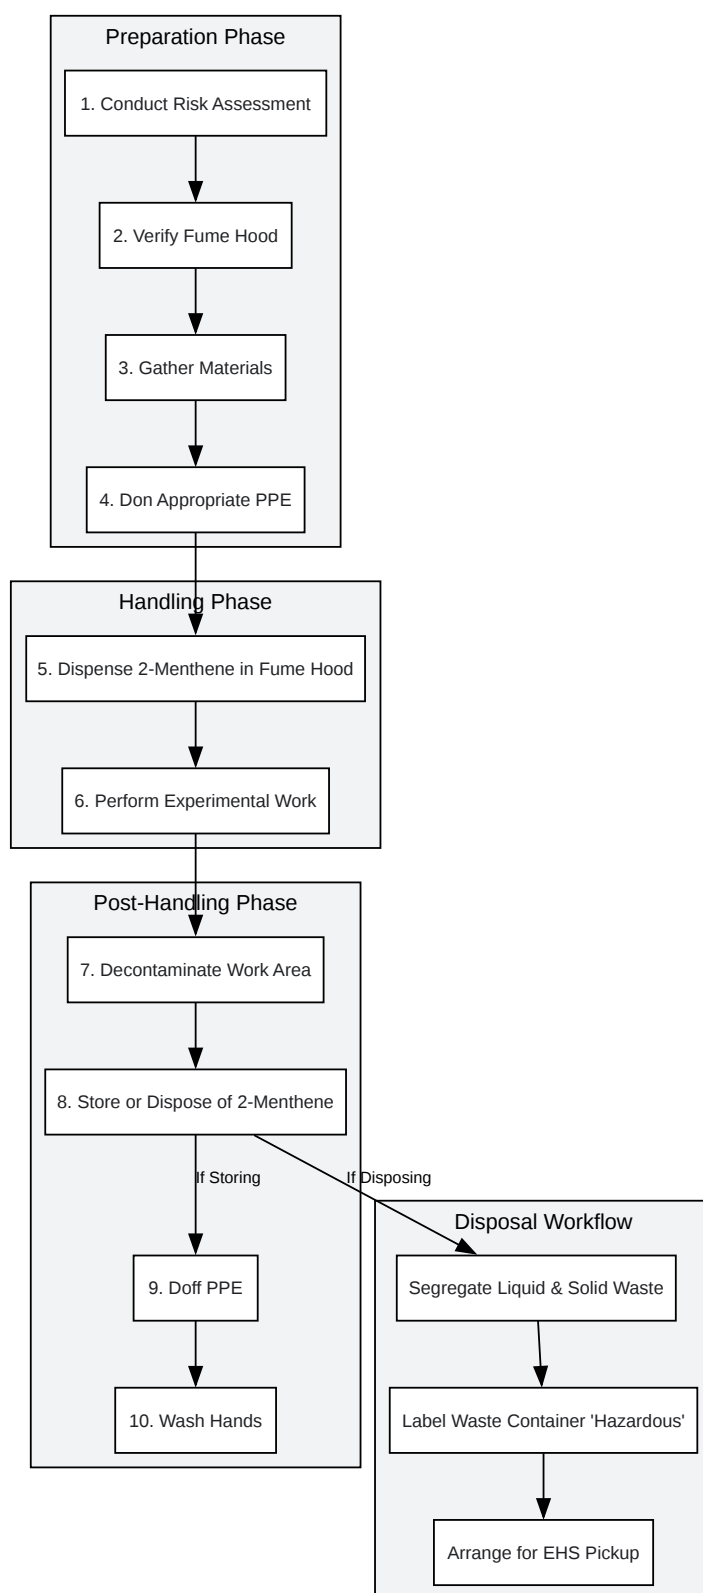 Preparation Phase
1. Conduct Risk Assessment
2. Verify Fume Hood
3. Gather Materials
4. Don Appropriate PPE
Handling Phase
5. Dispense 2-Menthene in Fume Hood
6. Perform Experimental Work
Post-Handling Phase
7. Decontaminate Work Area
8. Store or Dispose of 2-Menthene
If Storing
If Disposing
9. Doff PPE
10. Wash Hands
Disposal Workflow
Segregate Liquid & Solid Waste
Label Waste Container 'Hazardous'
Arrange for EHS Pickup